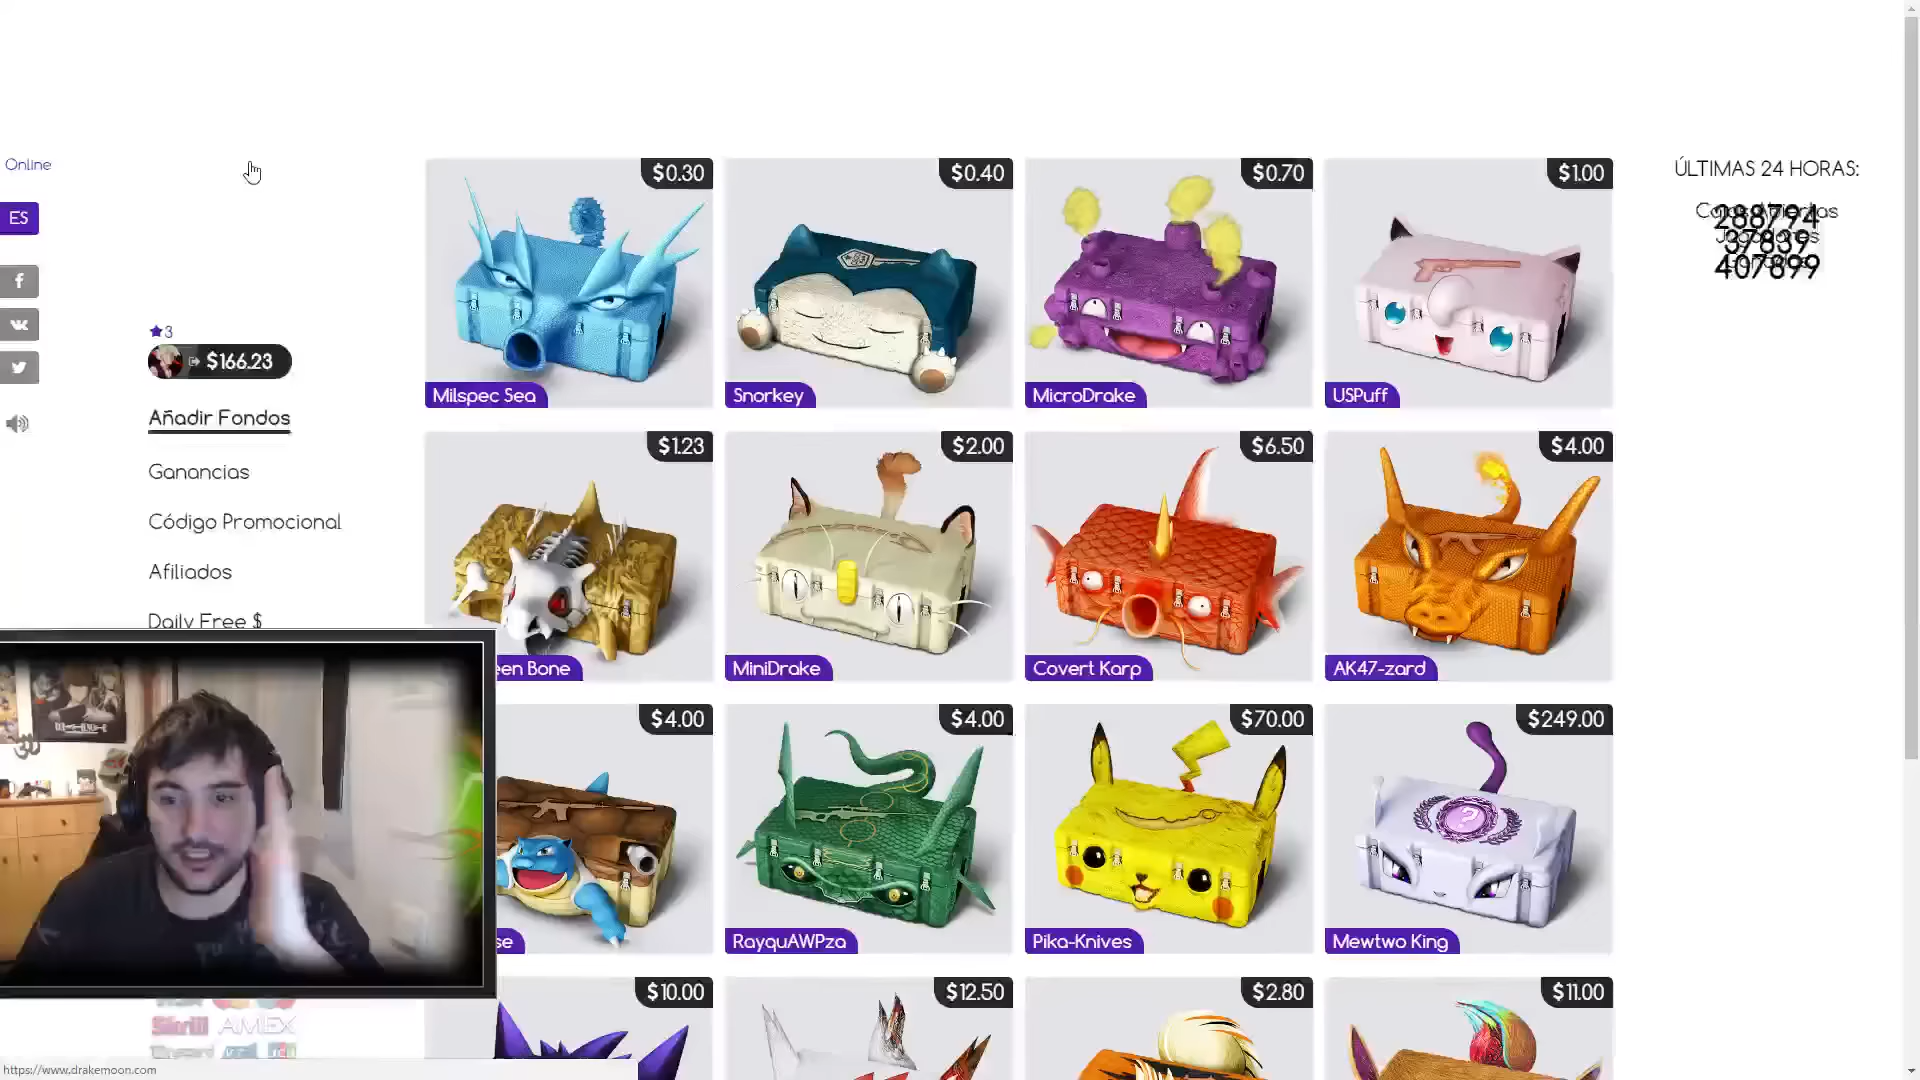 Online
ES
3
$166.23
Añadir Fondos
Ganancias
Código Promocional
Afiliados
Daily Free $
$0.30
Milspec Sea
$0.40
Snorkey
$0.70
MicroDrake
$1.00
USPuff
$1.23
een Bone
$2.00
MiniDrake
$6.50
Covert Karp
$4.00
AK47-zard
$4.00
se
$4.00
RayquAWPza
$70.00
Pika-Knives
$249.00
Mewtwo King
$10.00
$12.50
$2.80
$11.00
ÚLTIMAS 24 HORAS:
288794
37839
407899
Skrill AMEX
https://www.drakemoon.com